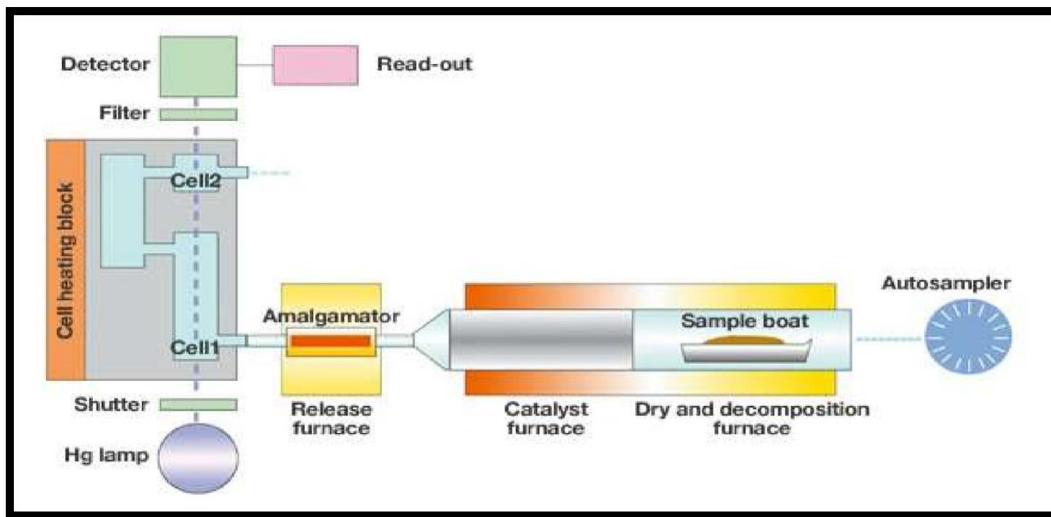 Detector
Read-out
Filter
Cell2
Cell heating block
Autosampler
Amalgamator
Sample boat
Cell1
Shutter
Release
furnace
Catalyst
furnace
Dry and decomposition
furnace
Hg lamp